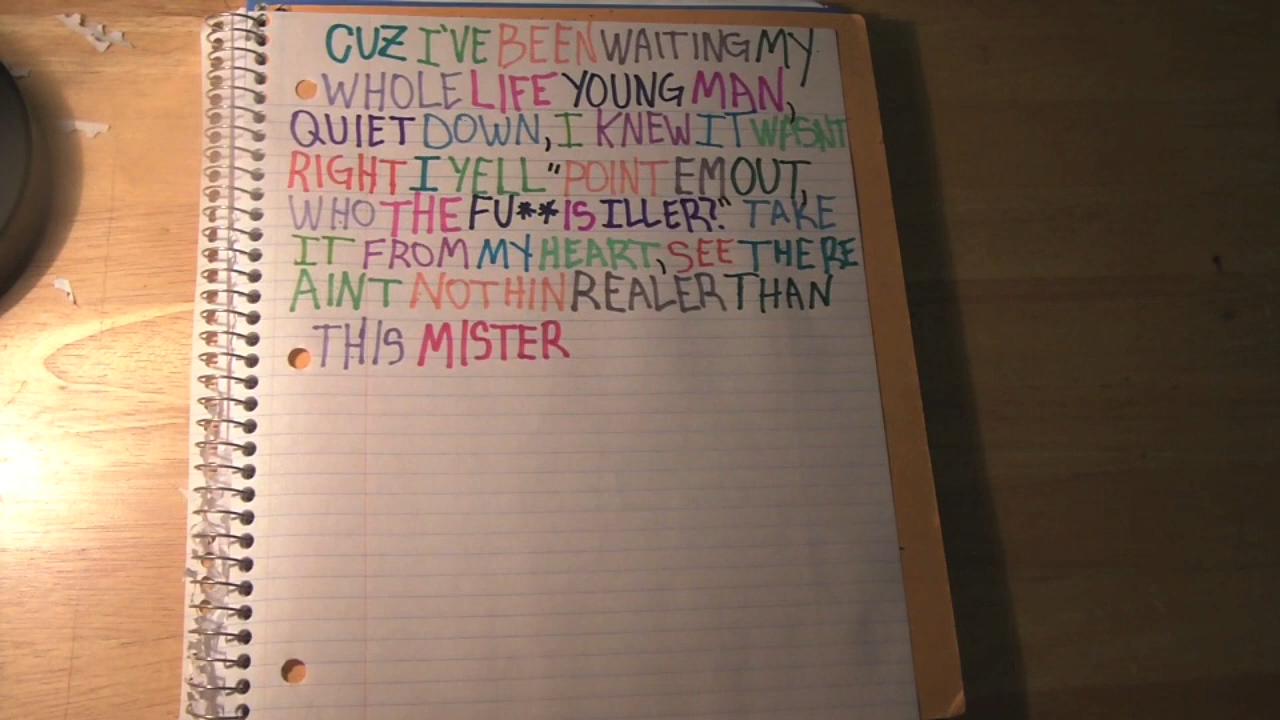 CUZ I'VE BEEN WAITING MY
WHOLE LIFE YOUNG MAN,
QUIET DOWN, I KNEW IT WASNT
RIGHT I YELL "POINT EM OUT,
WHO THE FU** IS ILLER?" TAKE
IT FROM MY HEART, SEE THERE
AINT NOTHIN REALER THAN
THIS MISTER